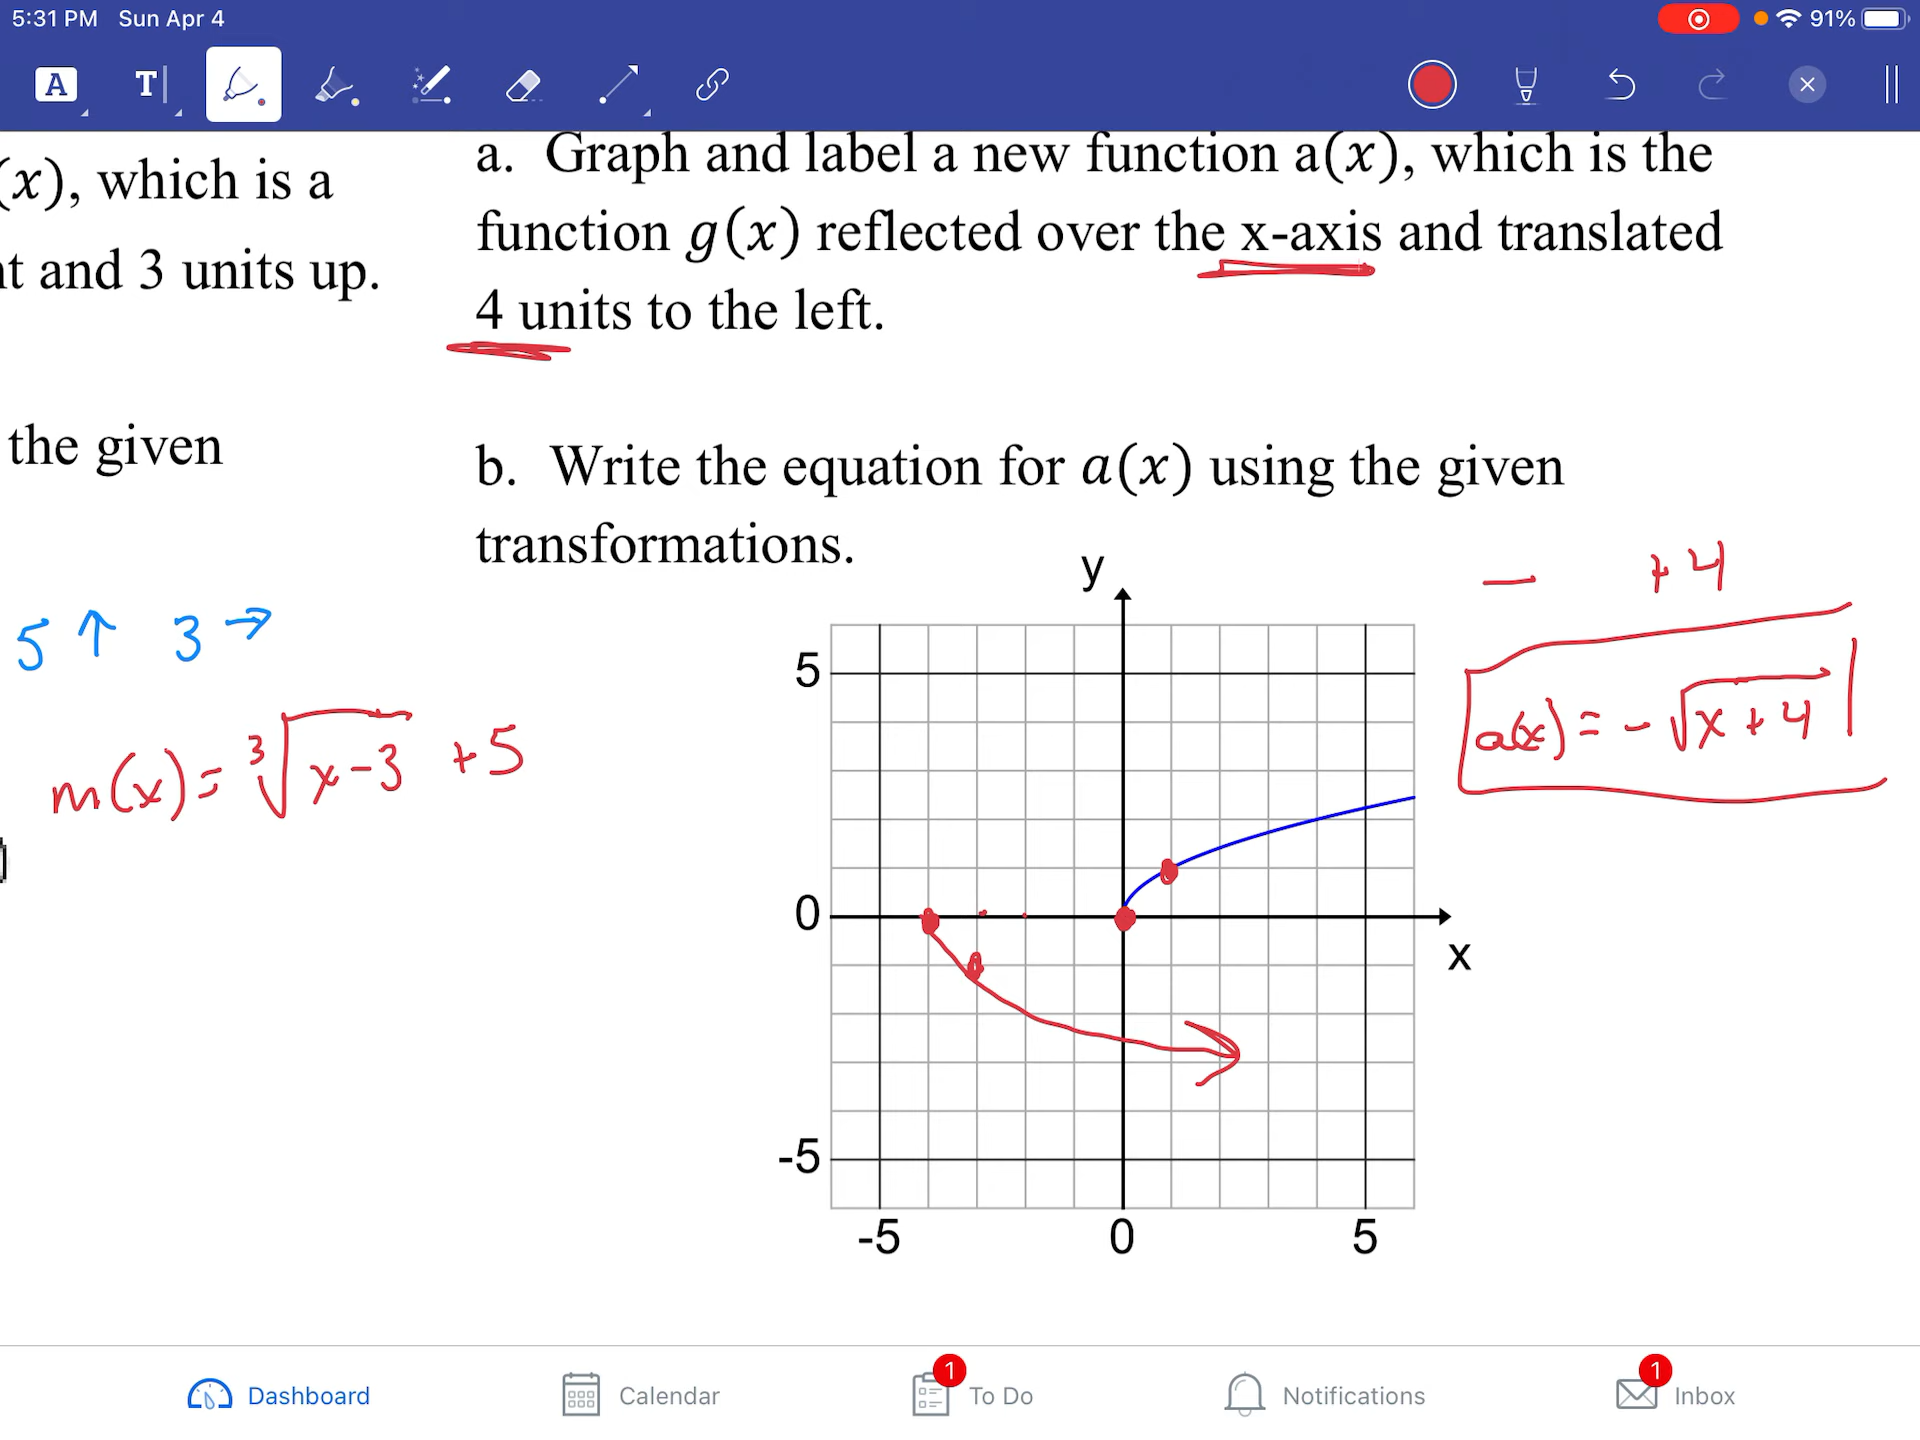 5:31 PM Sun Apr 4
91%
A T
(x), which is a
nt and 3 units up.
the given
5 ↑ 3 →
m(x) = ∛(x-3) + 5
a. Graph and label a new function a(x), which is the
function g(x) reflected over the x-axis and translated
4 units to the left.
b. Write the equation for a(x) using the given
transformations.
y
5
0
-5
-5 0 5
x
− +4
a(x) = -√(x + 4)
Dashboard
Calendar
1
To Do
Notifications
1
Inbox